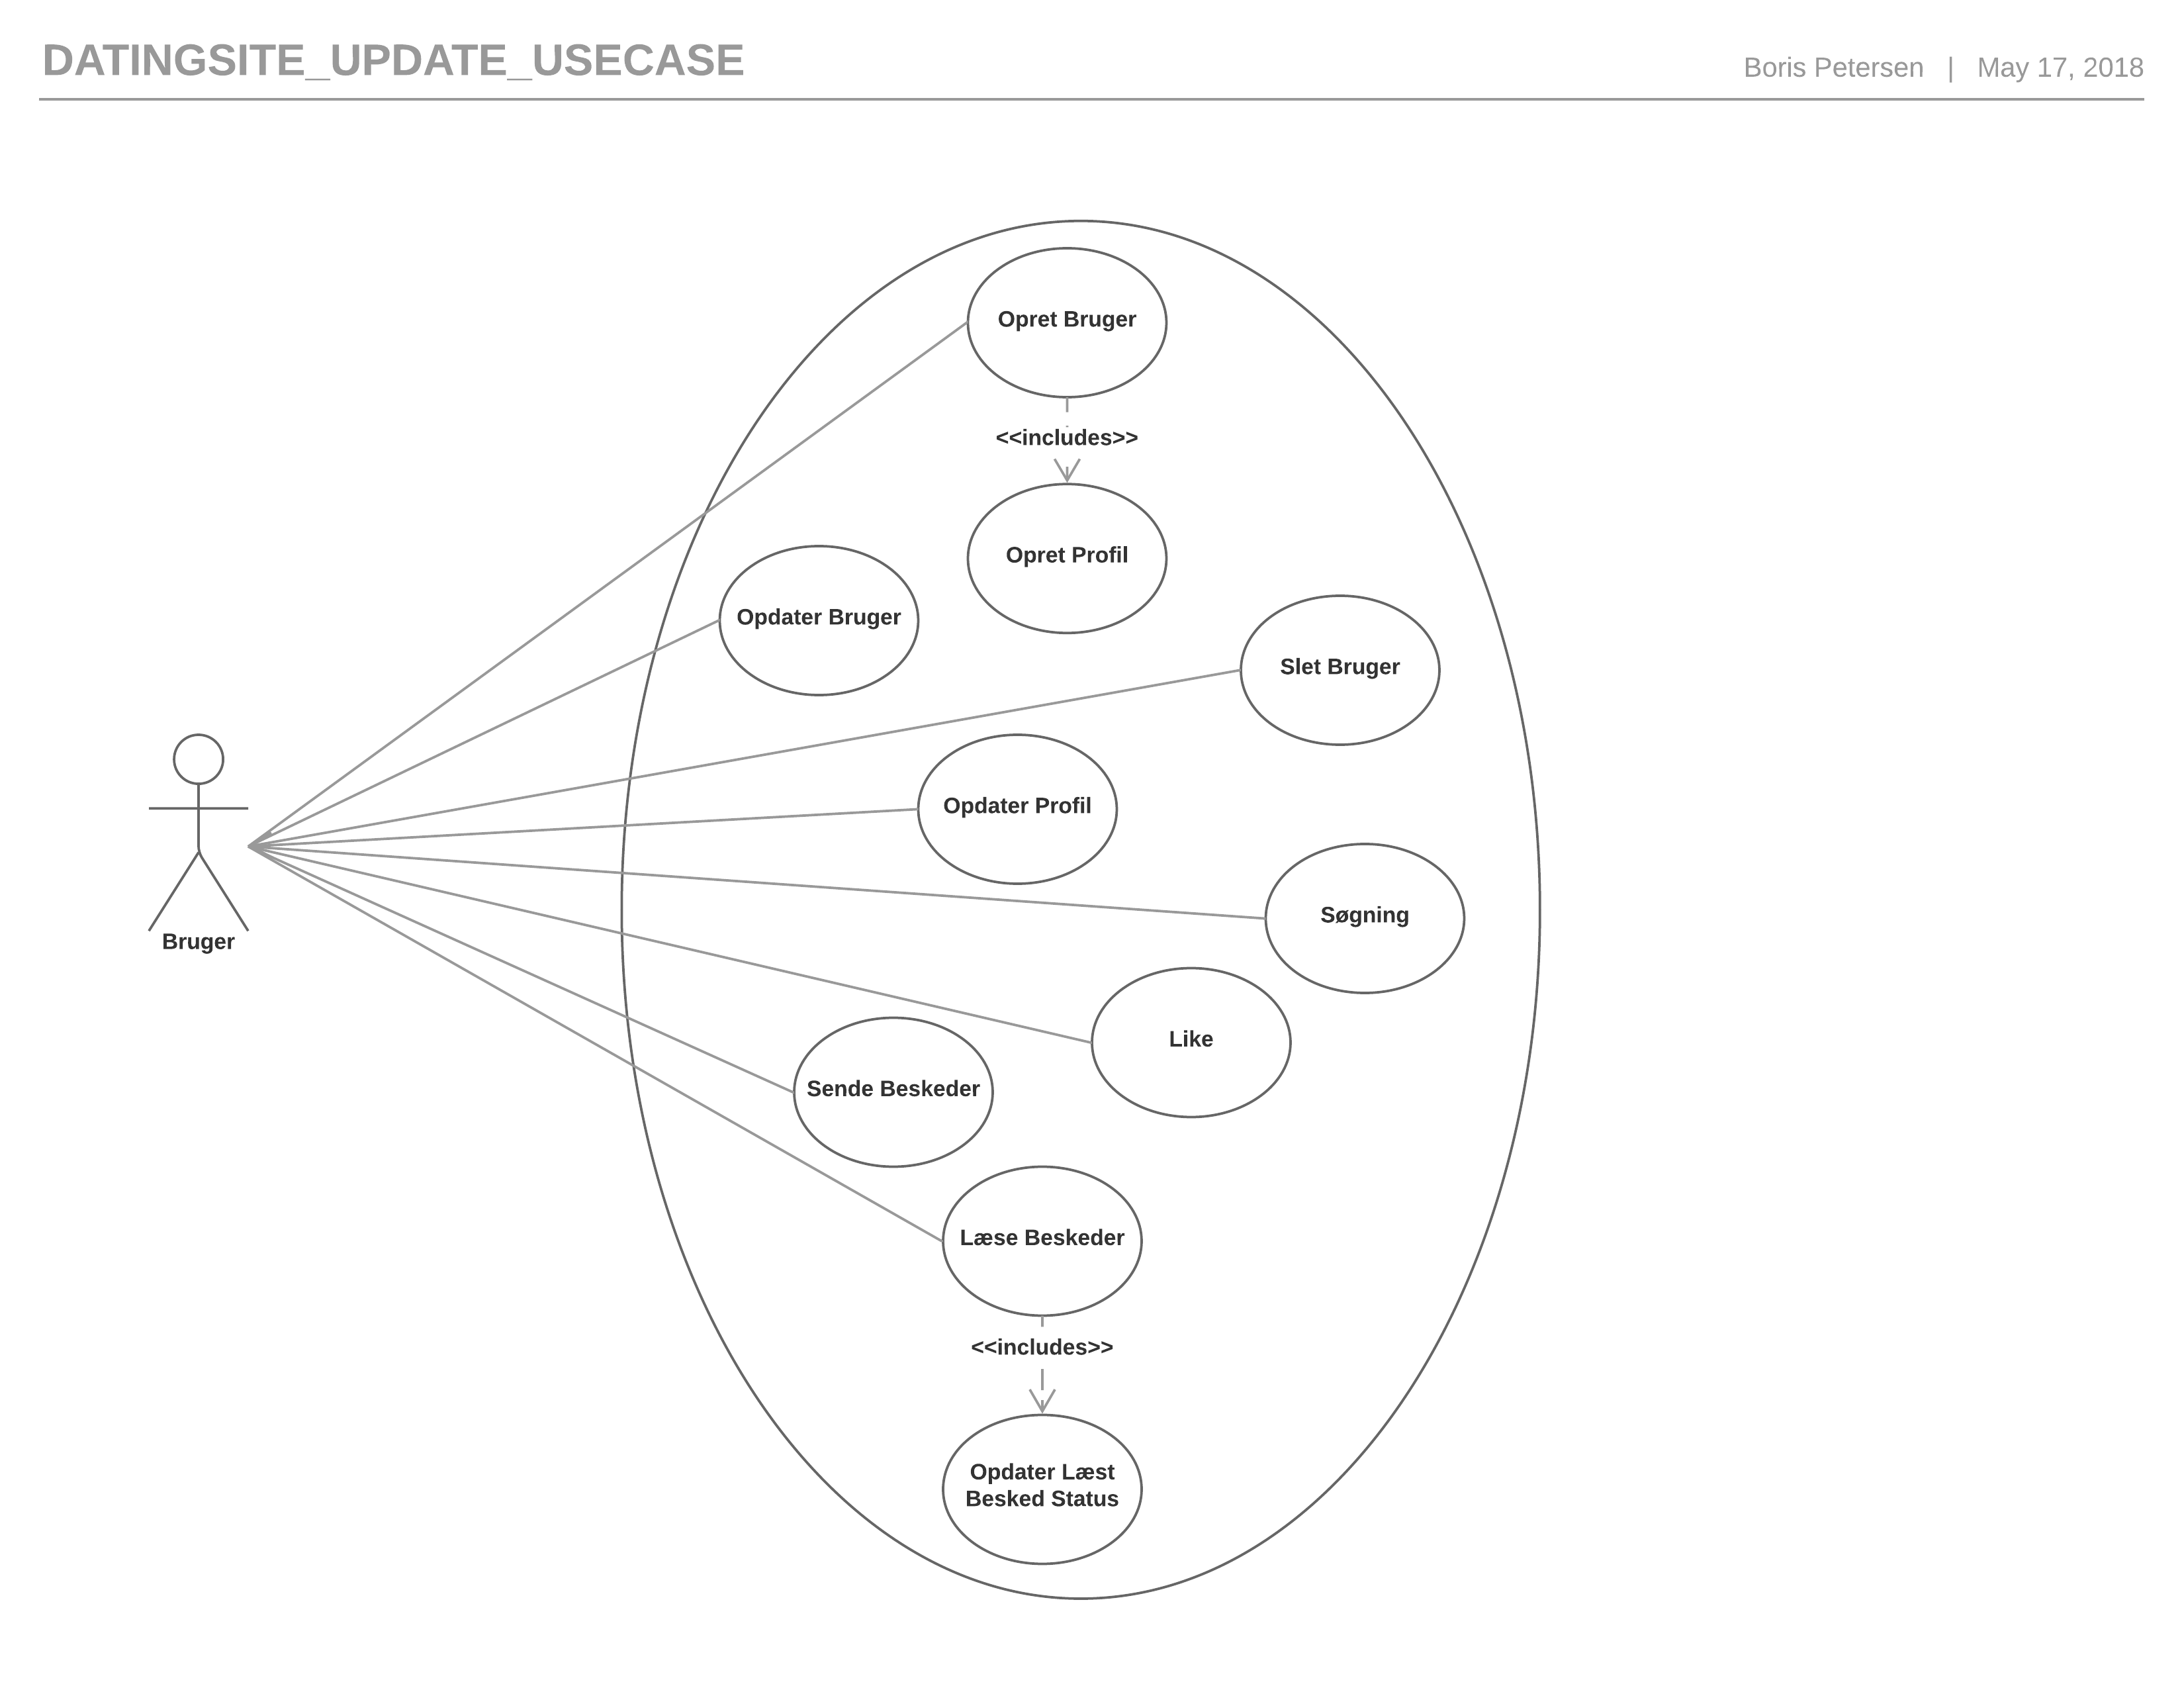 DATINGSITE_UPDATE_USECASE
Boris Petersen | May 17, 2018
Opret Bruger
<<includes>>
Opret Profil
Opdater Bruger
Slet Bruger
Opdater Profil
Søgning
Bruger
Like
Sende Beskeder
Læse Beskeder
<<includes>>
Opdater Læst
Besked Status